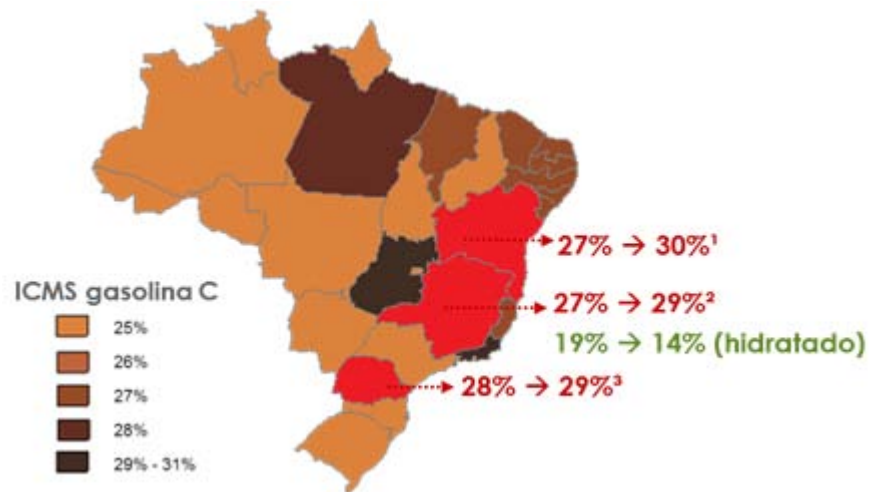 27% → 30%¹
27% → 29%²
19% → 14% (hidratado)
28% → 29%³
ICMS gasolina C
25%
26%
27%
28%
29% - 31%